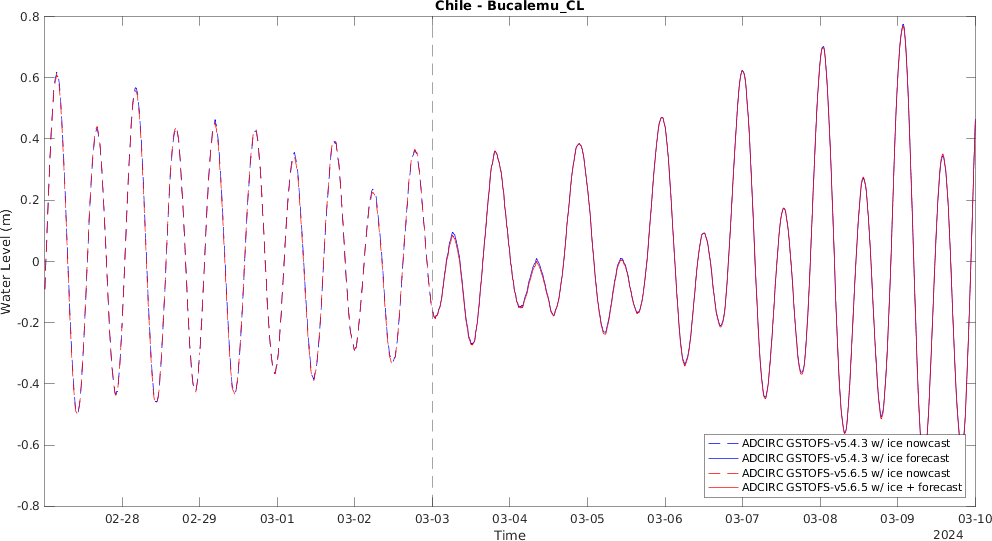 Chile - Bucalemu_CL
0.8
0.6
0.4
0.2
0
-0.2
-0.4
-0.6
-0.8
Water Level (m)
ADCIRC GSTOFS-v5.4.3 w/ ice nowcast
ADCIRC GSTOFS-v5.4.3 w/ ice forecast
ADCIRC GSTOFS-v5.6.5 w/ ice nowcast
ADCIRC GSTOFS-v5.6.5 w/ ice + forecast
02-28 02-29 03-01 03-02 03-03 03-04 03-05 03-06 03-07 03-08 03-09 03-10
Time
2024